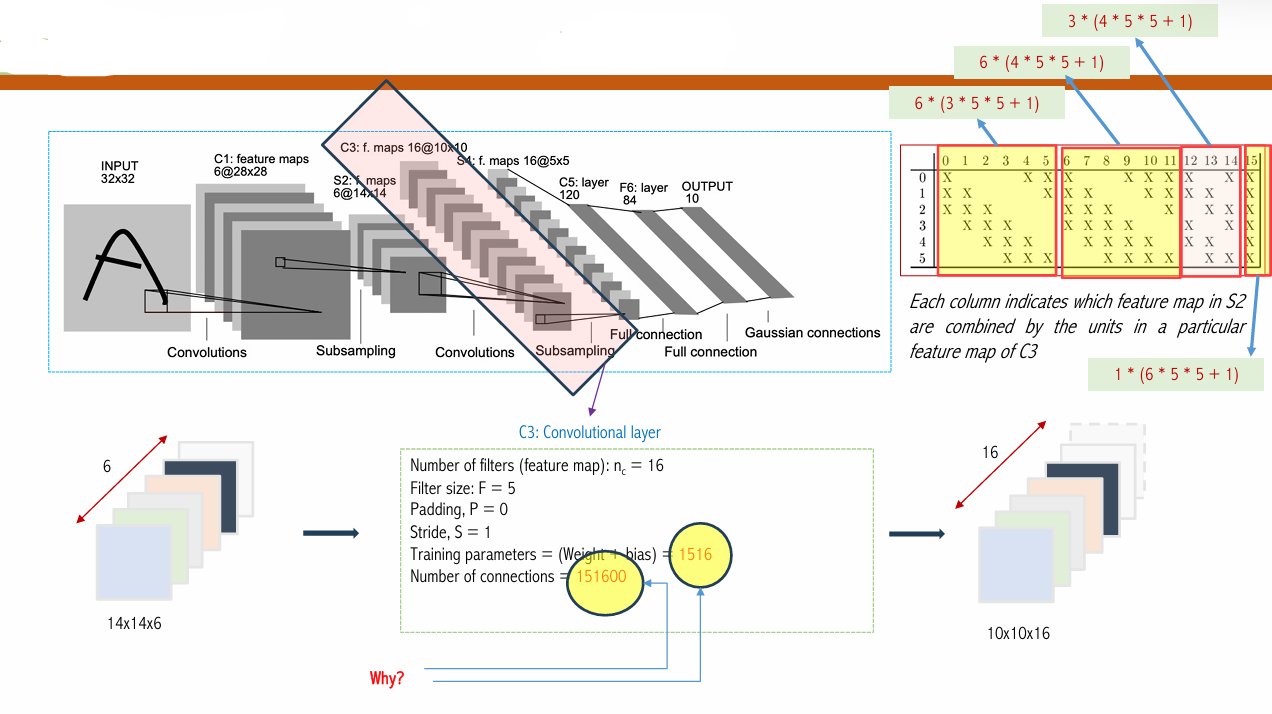 3 * (4 * 5 * 5 + 1)
6 * (4 * 5 * 5 + 1)
6 * (3 * 5 * 5 + 1)
INPUT
32x32
C1: feature maps
6@28x28
S2: f. maps
6@14x14
C3: f. maps 16@10x10
S4: f. maps 16@5x5
C5: layer
120
F6: layer
84
OUTPUT
10
Convolutions
Subsampling
Convolutions
Subsampling
Full connection
Full connection
Gaussian connections
0 1 2 3 4 5 6 7 8 9 10 11 12 13 14 15
0 X X X X X X X X X X
1 X X X X X X X X X X
2 X X X X X X X X X X
3 X X X X X X X X X X
4 X X X X X X X X X X
5 X X X X X X X X X X
Each column indicates which feature map in S2
are combined by the units in a particular
feature map of C3
1 * (6 * 5 * 5 + 1)
C3: Convolutional layer
6
14x14x6
Number of filters (feature map): nc = 16
Filter size: F = 5
Padding, P = 0
Stride, S = 1
Training parameters = (Weight + bias) = 1516
Number of connections = 151600
16
10x10x16
Why?